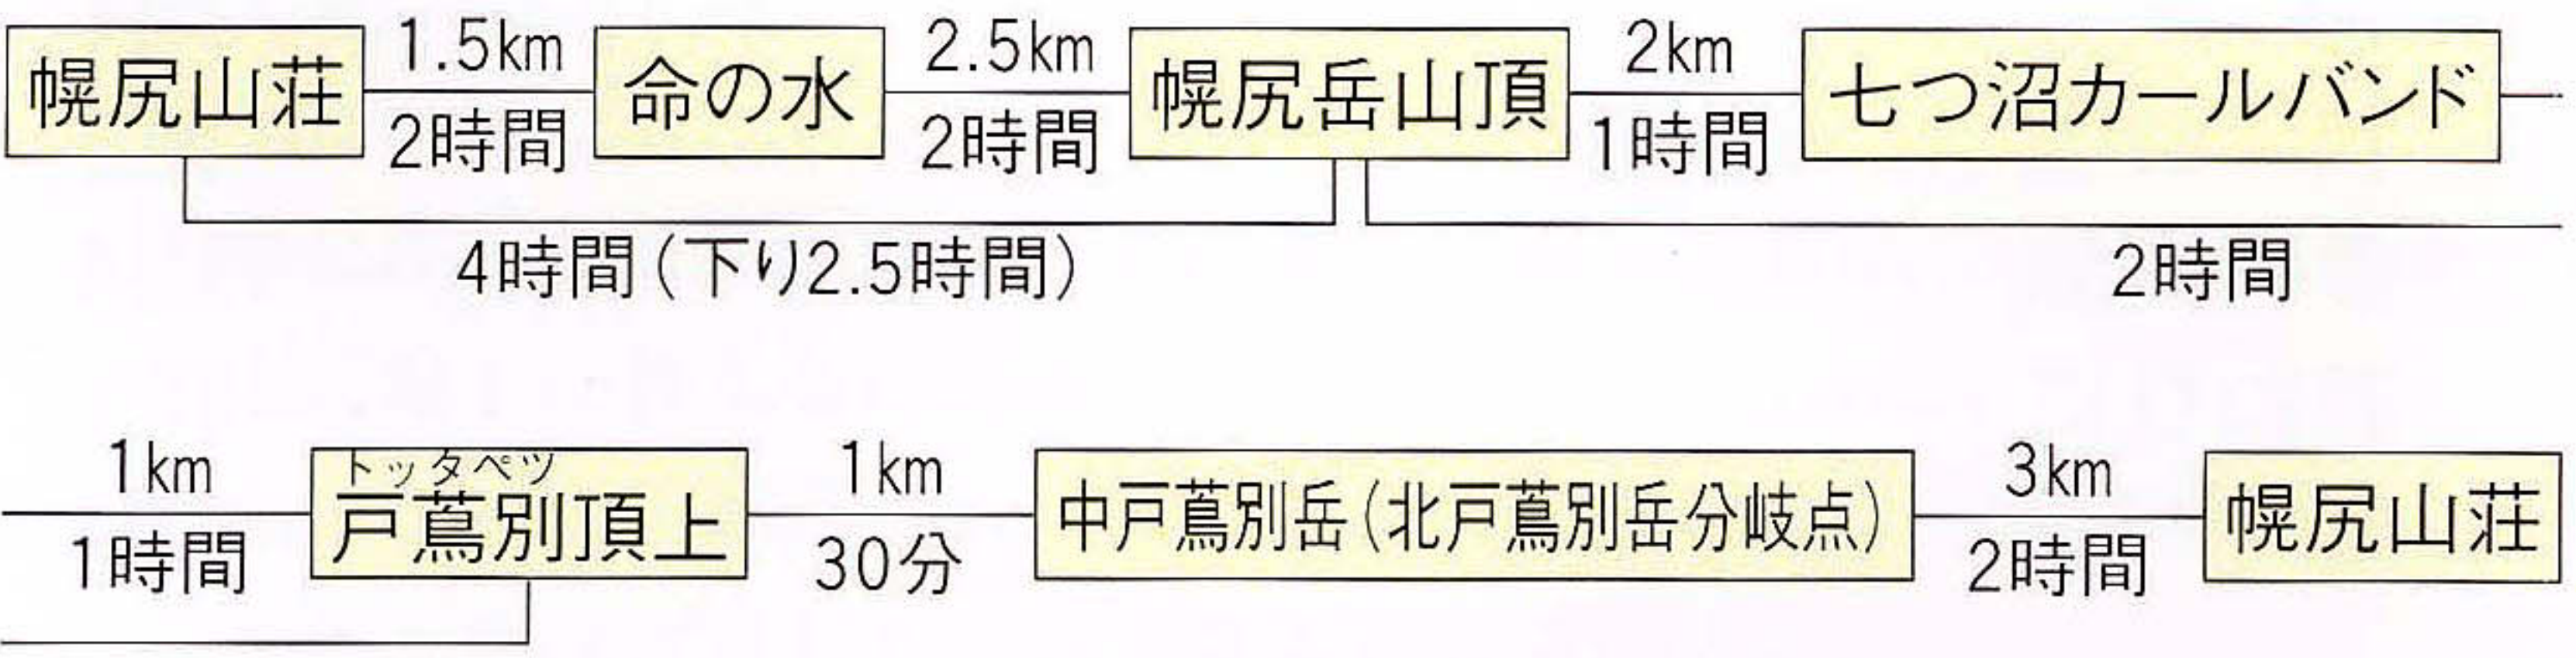 1.5km 2.5km 2km
幌尻山荘 命の水 幌尻岳山頂 七つ沼カールバンド
2時間 2時間 1時間
4時間(下り2.5時間) 2時間
1km 1km 3km
トッタベツ
戸蔦別頂上 中戸蔦別岳(北戸蔦別岳分岐点) 幌尻山荘
1時間 30分 2時間